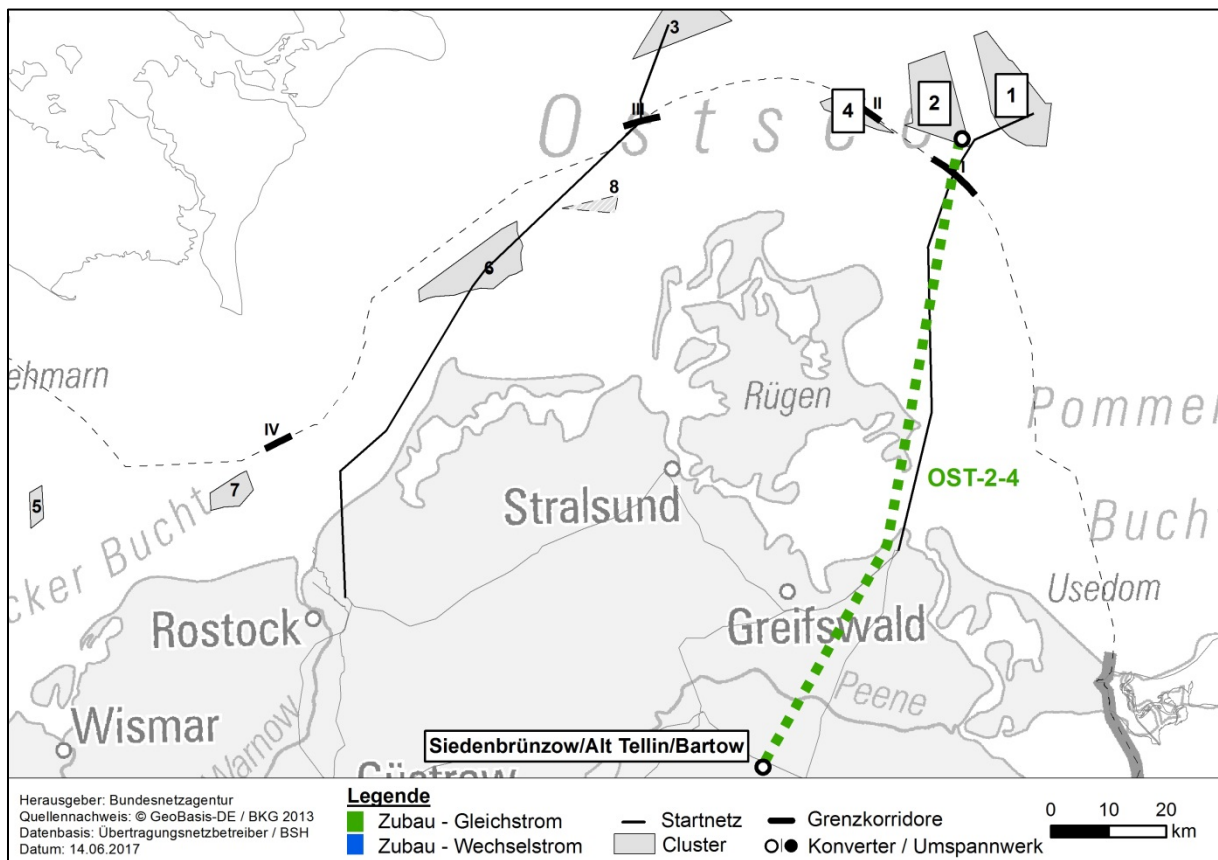 3
III
Ostsee
4
II
2
1
I
8
6
ehmarn
Rügen
Pommer
IV
OST-2-4
5
7
Stralsund
Buch
cker Bucht
Usedom
Rostock
Greifswald
Peene
Wismar
Warnow
Siedenbrünzow/Alt Tellin/Bartow
Güstrow
Herausgeber: Bundesnetzagentur
Quellennachweis: © GeoBasis-DE / BKG 2013
Datenbasis: Übertragungsnetzbetreiber / BSH
Datum: 14.06.2017
Legende
Zubau - Gleichstrom
Zubau - Wechselstrom
Startnetz
Cluster
Grenzkorridore
Konverter / Umspannwerk
0 10 20
km